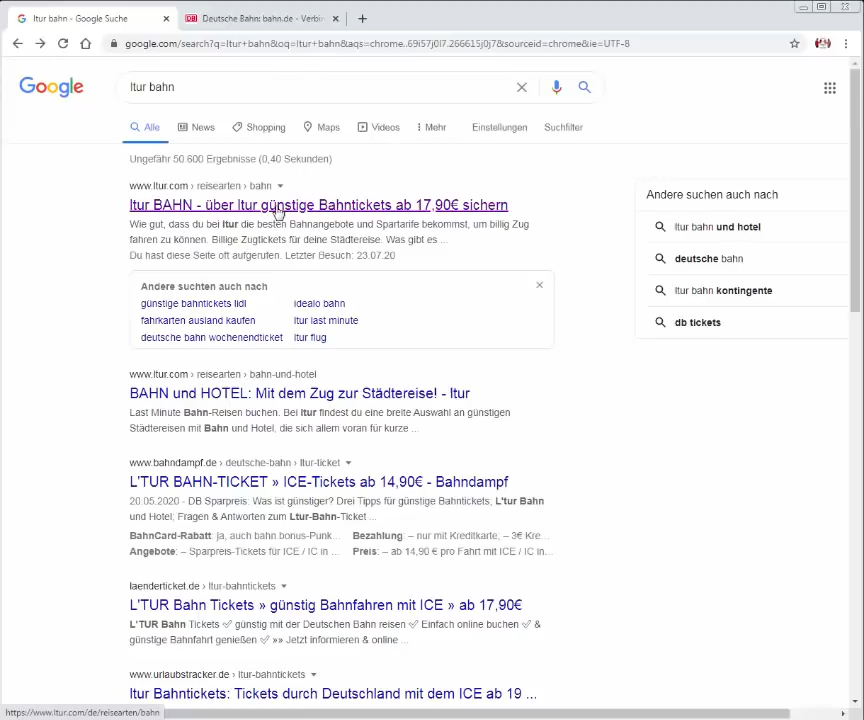 ltur bahn - Google Suche
Deutsche Bahn: bahn.de - Verbin
google.com/search?q=ltur+bahn&oq=ltur+bahn&aqs=chrome..69i57j0l7.266615j0j7&sourceid=chrome&ie=UTF-8
Google
ltur bahn
Alle News Shopping Maps Videos Mehr Einstellungen Suchfilter
Ungefähr 50.600 Ergebnisse (0,40 Sekunden)
www.ltur.com › reisearten › bahn
ltur BAHN - über ltur günstige Bahntickets ab 17,90€ sichern
Wie gut, dass du bei ltur die besten Bahnangebote und Spartarife bekommst, um billig Zug
fahren zu können. Billige Zugtickets für deine Städtereise. Was gibt es ...
Du hast diese Seite oft aufgerufen. Letzter Besuch: 23.07.20
Andere suchten auch nach
günstige bahntickets lidl idealo bahn
fahrkarten ausland kaufen ltur last minute
deutsche bahn wochenendticket ltur flug
www.ltur.com › reisearten › bahn-und-hotel
BAHN und HOTEL: Mit dem Zug zur Städtereise! - ltur
Last Minute Bahn-Reisen buchen. Bei ltur findest du eine breite Auswahl an günstigen
Städtereisen mit Bahn und Hotel, die sich allem voran für kurze ...
www.bahndampf.de › deutsche-bahn › ltur-ticket
L'TUR BAHN-TICKET » ICE-Tickets ab 14,90€ - Bahndampf
20.05.2020 - DB Sparpreis: Was ist günstiger? Drei Tipps für günstige Bahntickets; L'tur Bahn
und Hotel; Fragen & Antworten zum Ltur-Bahn-Ticket ...
BahnCard-Rabatt: ja, auch bahn.bonus-Punk... Bezahlung: – nur mit Kreditkarte; – 3€ Kre...
Angebote: – Sparpreis-Tickets für ICE / IC in ... Preis: – ab 14,90 € pro Fahrt mit ICE / IC in...
laenderticket.de › ltur-bahntickets
L'TUR Bahn Tickets » günstig Bahnfahren mit ICE » ab 17,90€
L'TUR Bahn Tickets ✅ günstig mit der Deutschen Bahn reisen ✅ Einfach online buchen ✅ &
günstige Bahnfahrt genießen ✅ »» Jetzt informieren & online ...
www.urlaubstracker.de › ltur-bahntickets
ltur Bahntickets: Tickets durch Deutschland mit dem ICE ab 19 ...
Andere suchen auch nach
ltur bahn und hotel
deutsche bahn
ltur bahn kontingente
db tickets
https://www.ltur.com/de/reisearten/bahn